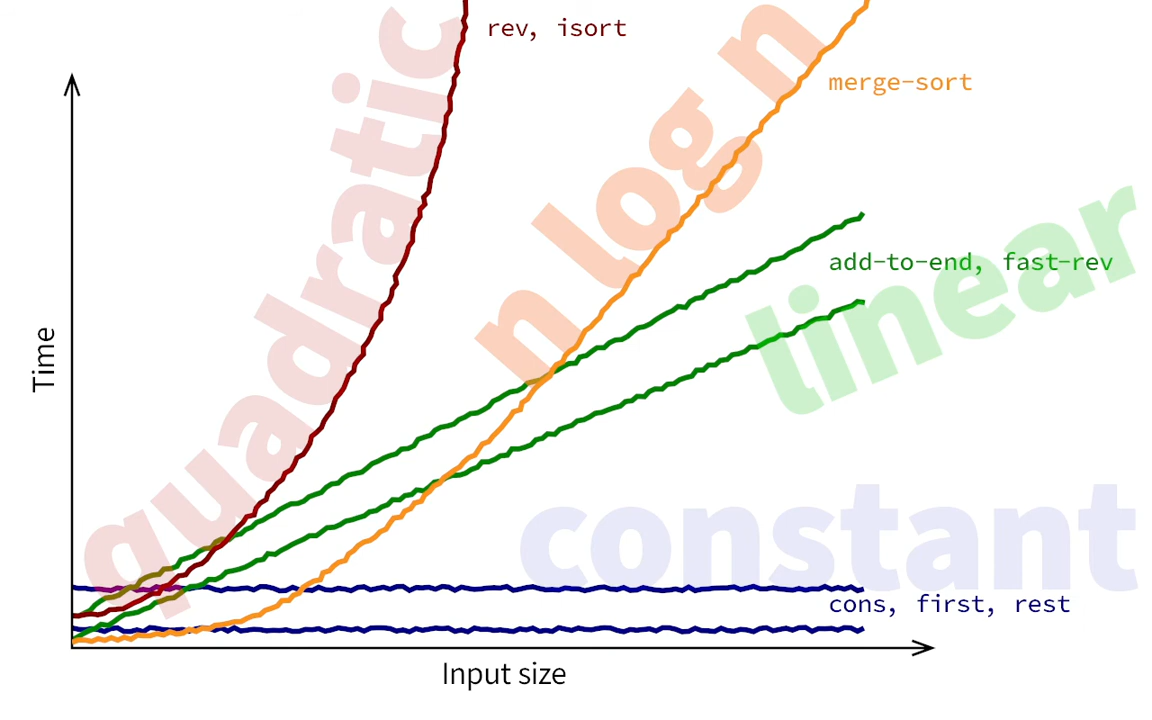 rev, isort
merge-sort
add-to-end, fast-rev
cons, first, rest
quadratic
n log n
linear
constant
Time
Input size